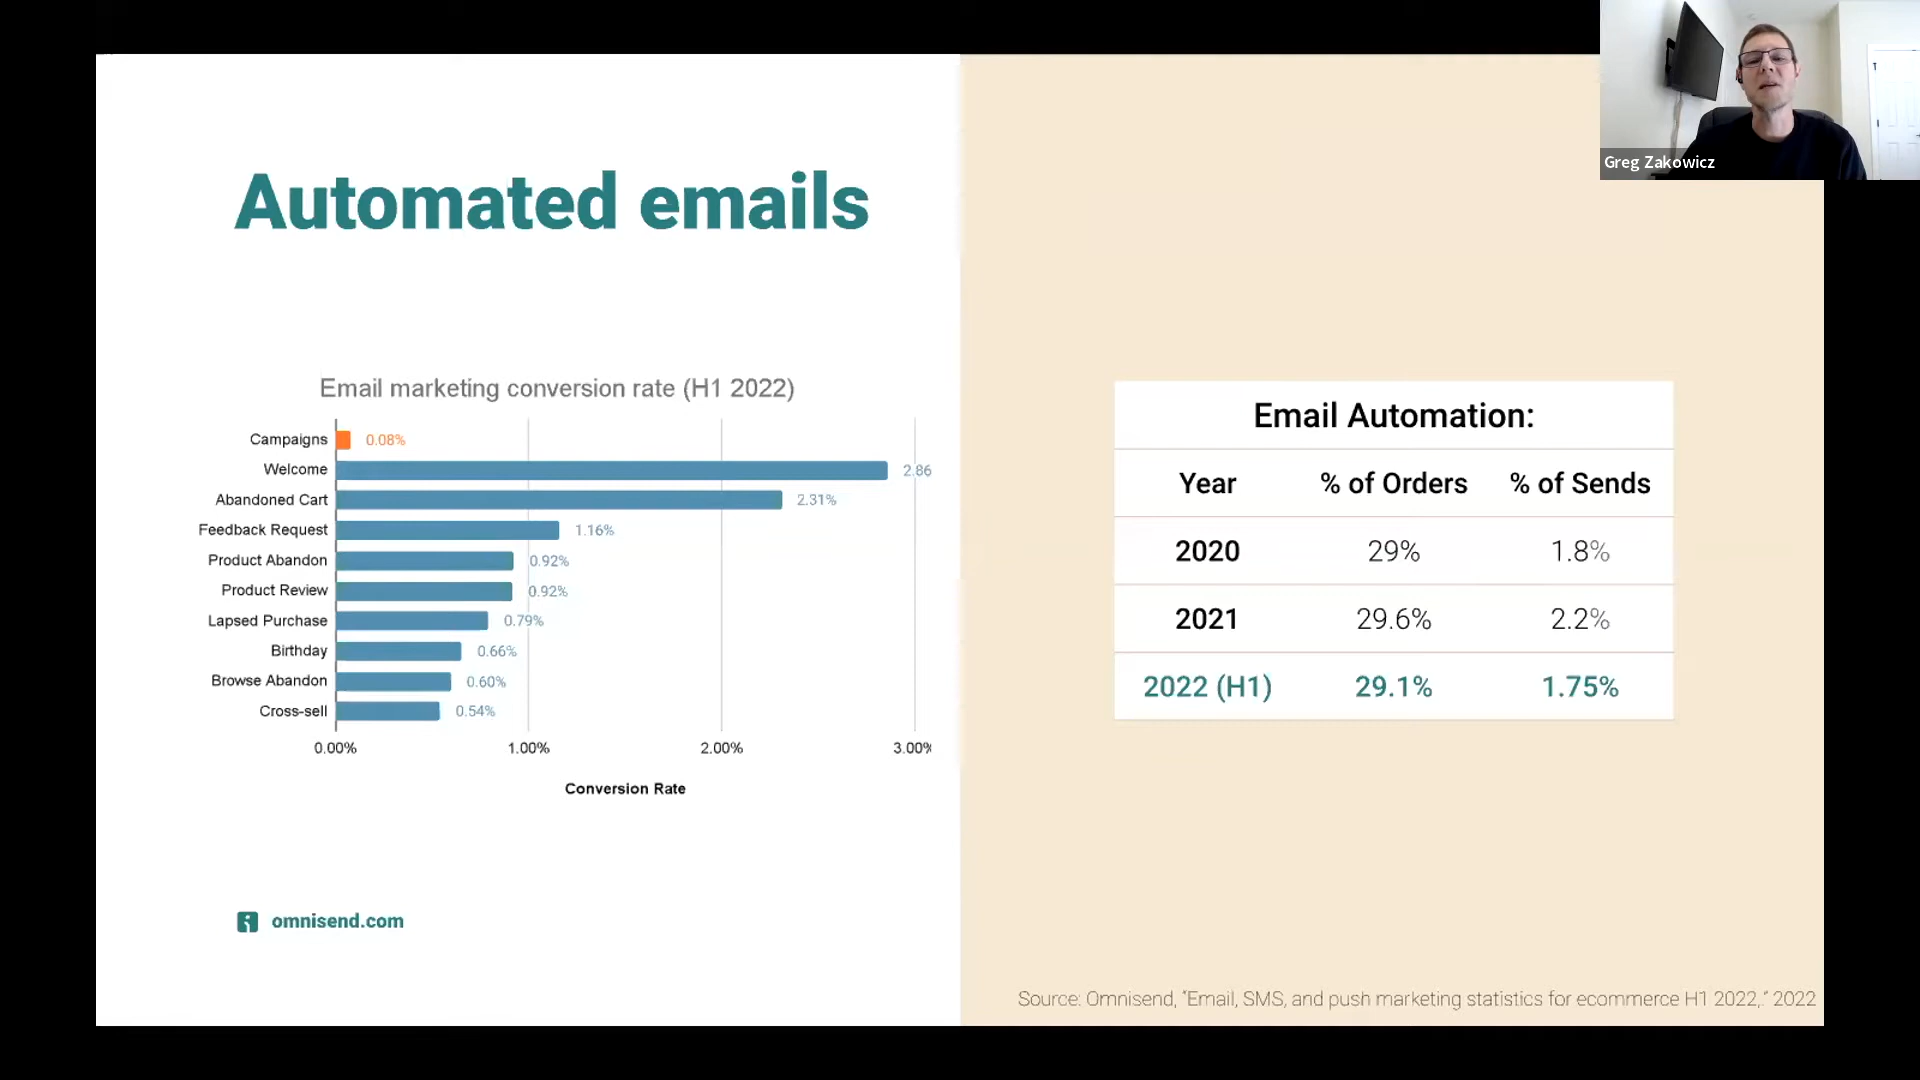 Greg Zakowicz
Automated emails
Email marketing conversion rate (H1 2022)
Campaigns 0.08%
Welcome 2.86
Abandoned Cart 2.31%
Feedback Request 1.16%
Product Abandon 0.92%
Product Review 0.92%
Lapsed Purchase 0.79%
Birthday 0.66%
Browse Abandon 0.60%
Cross-sell 0.54%
0.00% 1.00% 2.00% 3.00%
Conversion Rate
omnisend.com
Email Automation:
Year % of Orders % of Sends
2020 29% 1.8%
2021 29.6% 2.2%
2022 (H1) 29.1% 1.75%
Source: Omnisend, “Email, SMS, and push marketing statistics for ecommerce H1 2022,.” 2022